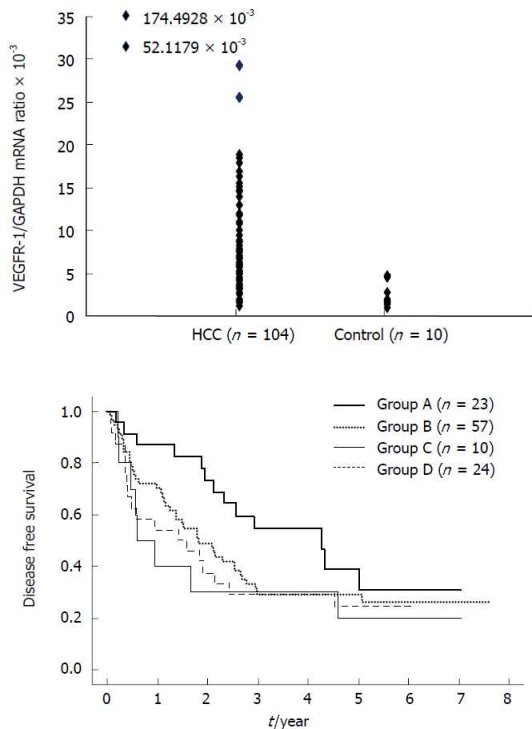 174.4928 × 10⁻³
52.1179 × 10⁻³
VEGFR-1/GAPDH mRNA ratio × 10⁻³
35
30
25
20
15
10
5
0
HCC (n = 104)
Control (n = 10)
Group A (n = 23)
Group B (n = 57)
Group C (n = 10)
Group D (n = 24)
Disease free survival
1.0
0.8
0.6
0.4
0.2
0.0
0 1 2 3 4 5 6 7 8
t/year